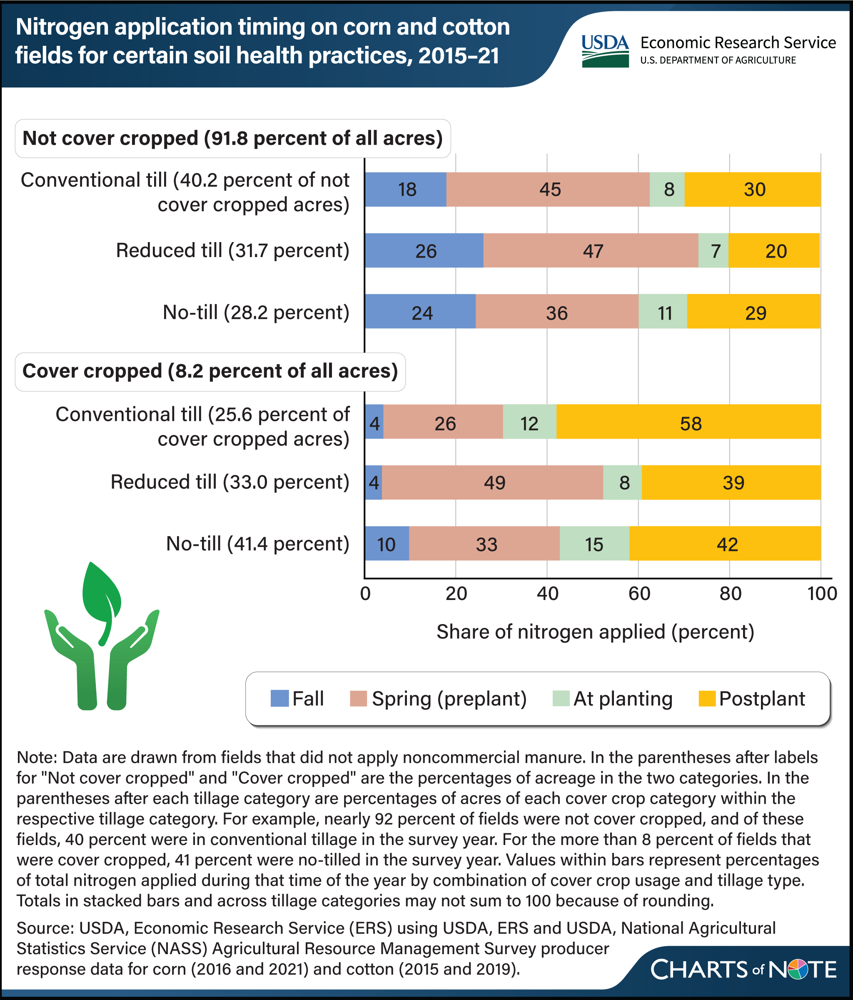 Nitrogen application timing on corn and cotton
fields for certain soil health practices, 2015–21
USDA
Economic Research Service
U.S. DEPARTMENT OF AGRICULTURE
Not cover cropped (91.8 percent of all acres)
Conventional till (40.2 percent of not
cover cropped acres)
18 45 8 30
Reduced till (31.7 percent)
26 47 7 20
No-till (28.2 percent)
24 36 11 29
Cover cropped (8.2 percent of all acres)
Conventional till (25.6 percent of
cover cropped acres)
4 26 12 58
Reduced till (33.0 percent)
4 49 8 39
No-till (41.4 percent)
10 33 15 42
0 20 40 60 80 100
Share of nitrogen applied (percent)
Fall Spring (preplant) At planting Postplant
Note: Data are drawn from fields that did not apply noncommercial manure. In the parentheses after labels
for "Not cover cropped" and "Cover cropped" are the percentages of acreage in the two categories. In the
parentheses after each tillage category are percentages of acres of each cover crop category within the
respective tillage category. For example, nearly 92 percent of fields were not cover cropped, and of these
fields, 40 percent were in conventional tillage in the survey year. For the more than 8 percent of fields that
were cover cropped, 41 percent were no-tilled in the survey year. Values within bars represent percentages
of total nitrogen applied during that time of the year by combination of cover crop usage and tillage type.
Totals in stacked bars and across tillage categories may not sum to 100 because of rounding.
Source: USDA, Economic Research Service (ERS) using USDA, ERS and USDA, National Agricultural
Statistics Service (NASS) Agricultural Resource Management Survey producer
response data for corn (2016 and 2021) and cotton (2015 and 2019).
CHARTS of NOTE